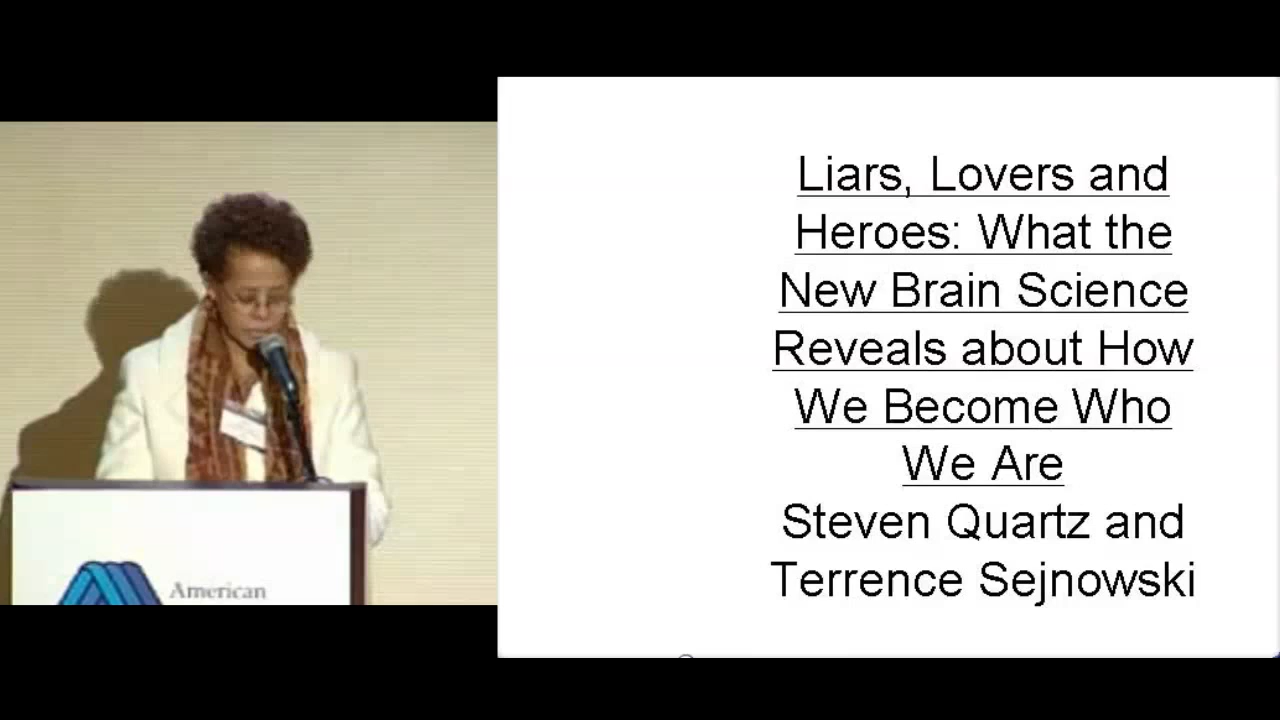 Liars, Lovers and
Heroes: What the
New Brain Science
Reveals about How
We Become Who
We Are
Steven Quartz and
Terrence Sejnowski
American